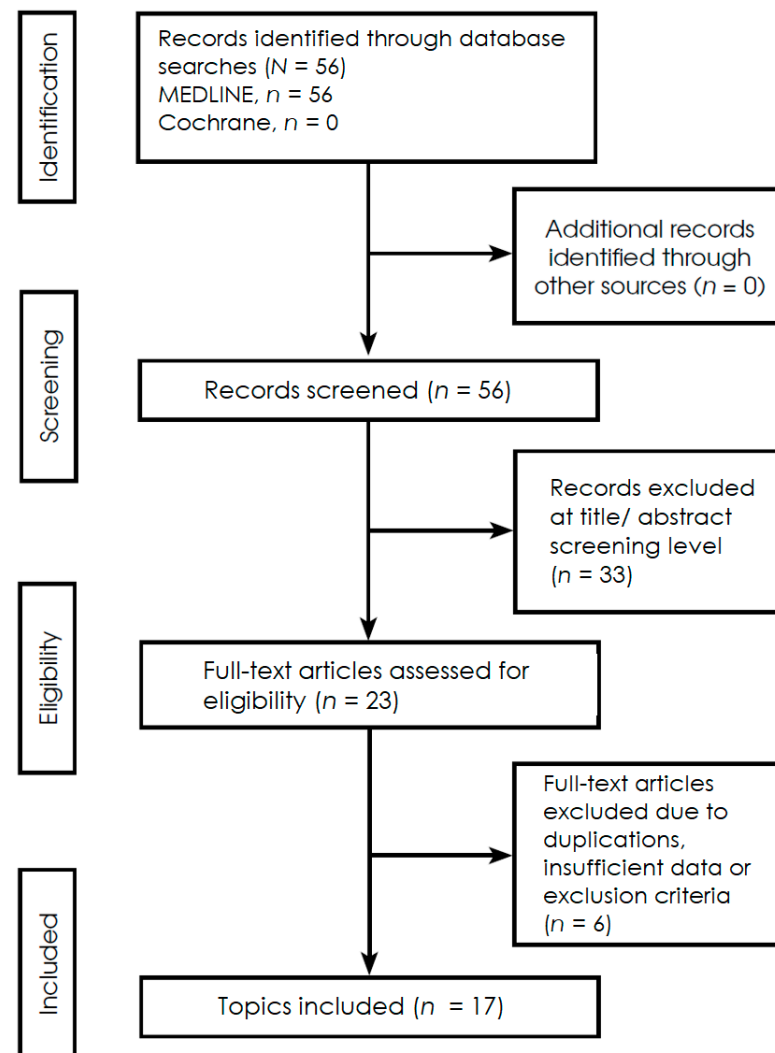 Identification
Records identified through database
searches (N = 56)
MEDLINE, n = 56
Cochrane, n = 0
Additional records
identified through
other sources (n = 0)
Screening
Records screened (n = 56)
Records excluded
at title/ abstract
screening level
(n = 33)
Eligibility
Full-text articles assessed for
eligibility (n = 23)
Full-text articles
excluded due to
duplications,
insufficient data or
exclusion criteria
(n = 6)
Included
Topics included (n = 17)